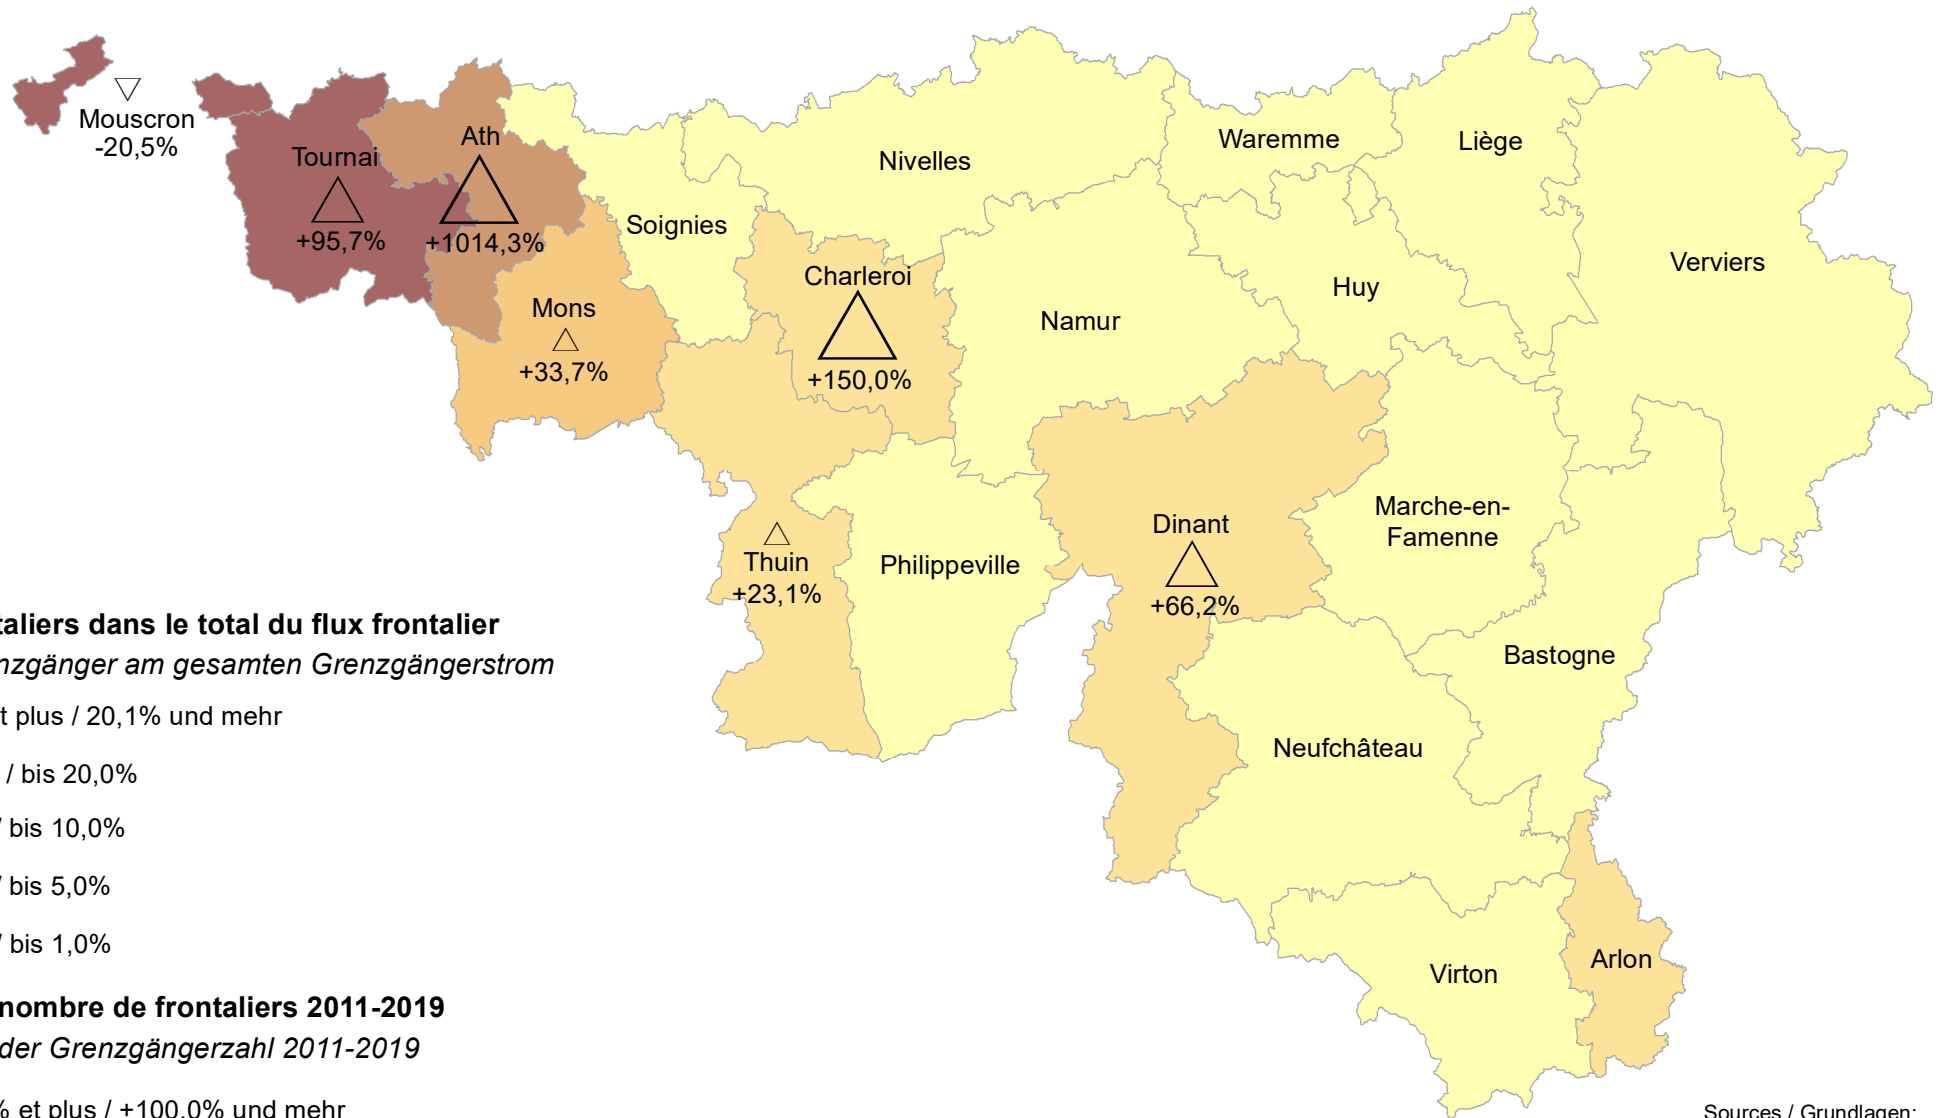 Mouscron
-20,5%
Tournai
+95,7%
Ath
+1014,3%
Mons
+33,7%
Soignies
Nivelles
Charleroi
+150,0%
Thuin
+23,1%
Philippeville
Namur
Waremme
Liège
Huy
Verviers
Dinant
+66,2%
Marche-en-
Famenne
Bastogne
Neufchâteau
Virton
Arlon
taliers dans le total du flux frontalier
nzgänger am gesamten Grenzgängerstrom
t plus / 20,1% und mehr
/ bis 20,0%
/ bis 10,0%
/ bis 5,0%
/ bis 1,0%
nombre de frontaliers 2011-2019
der Grenzgängerzahl 2011-2019
% et plus / +100,0% und mehr
Sources / Grundlagen: